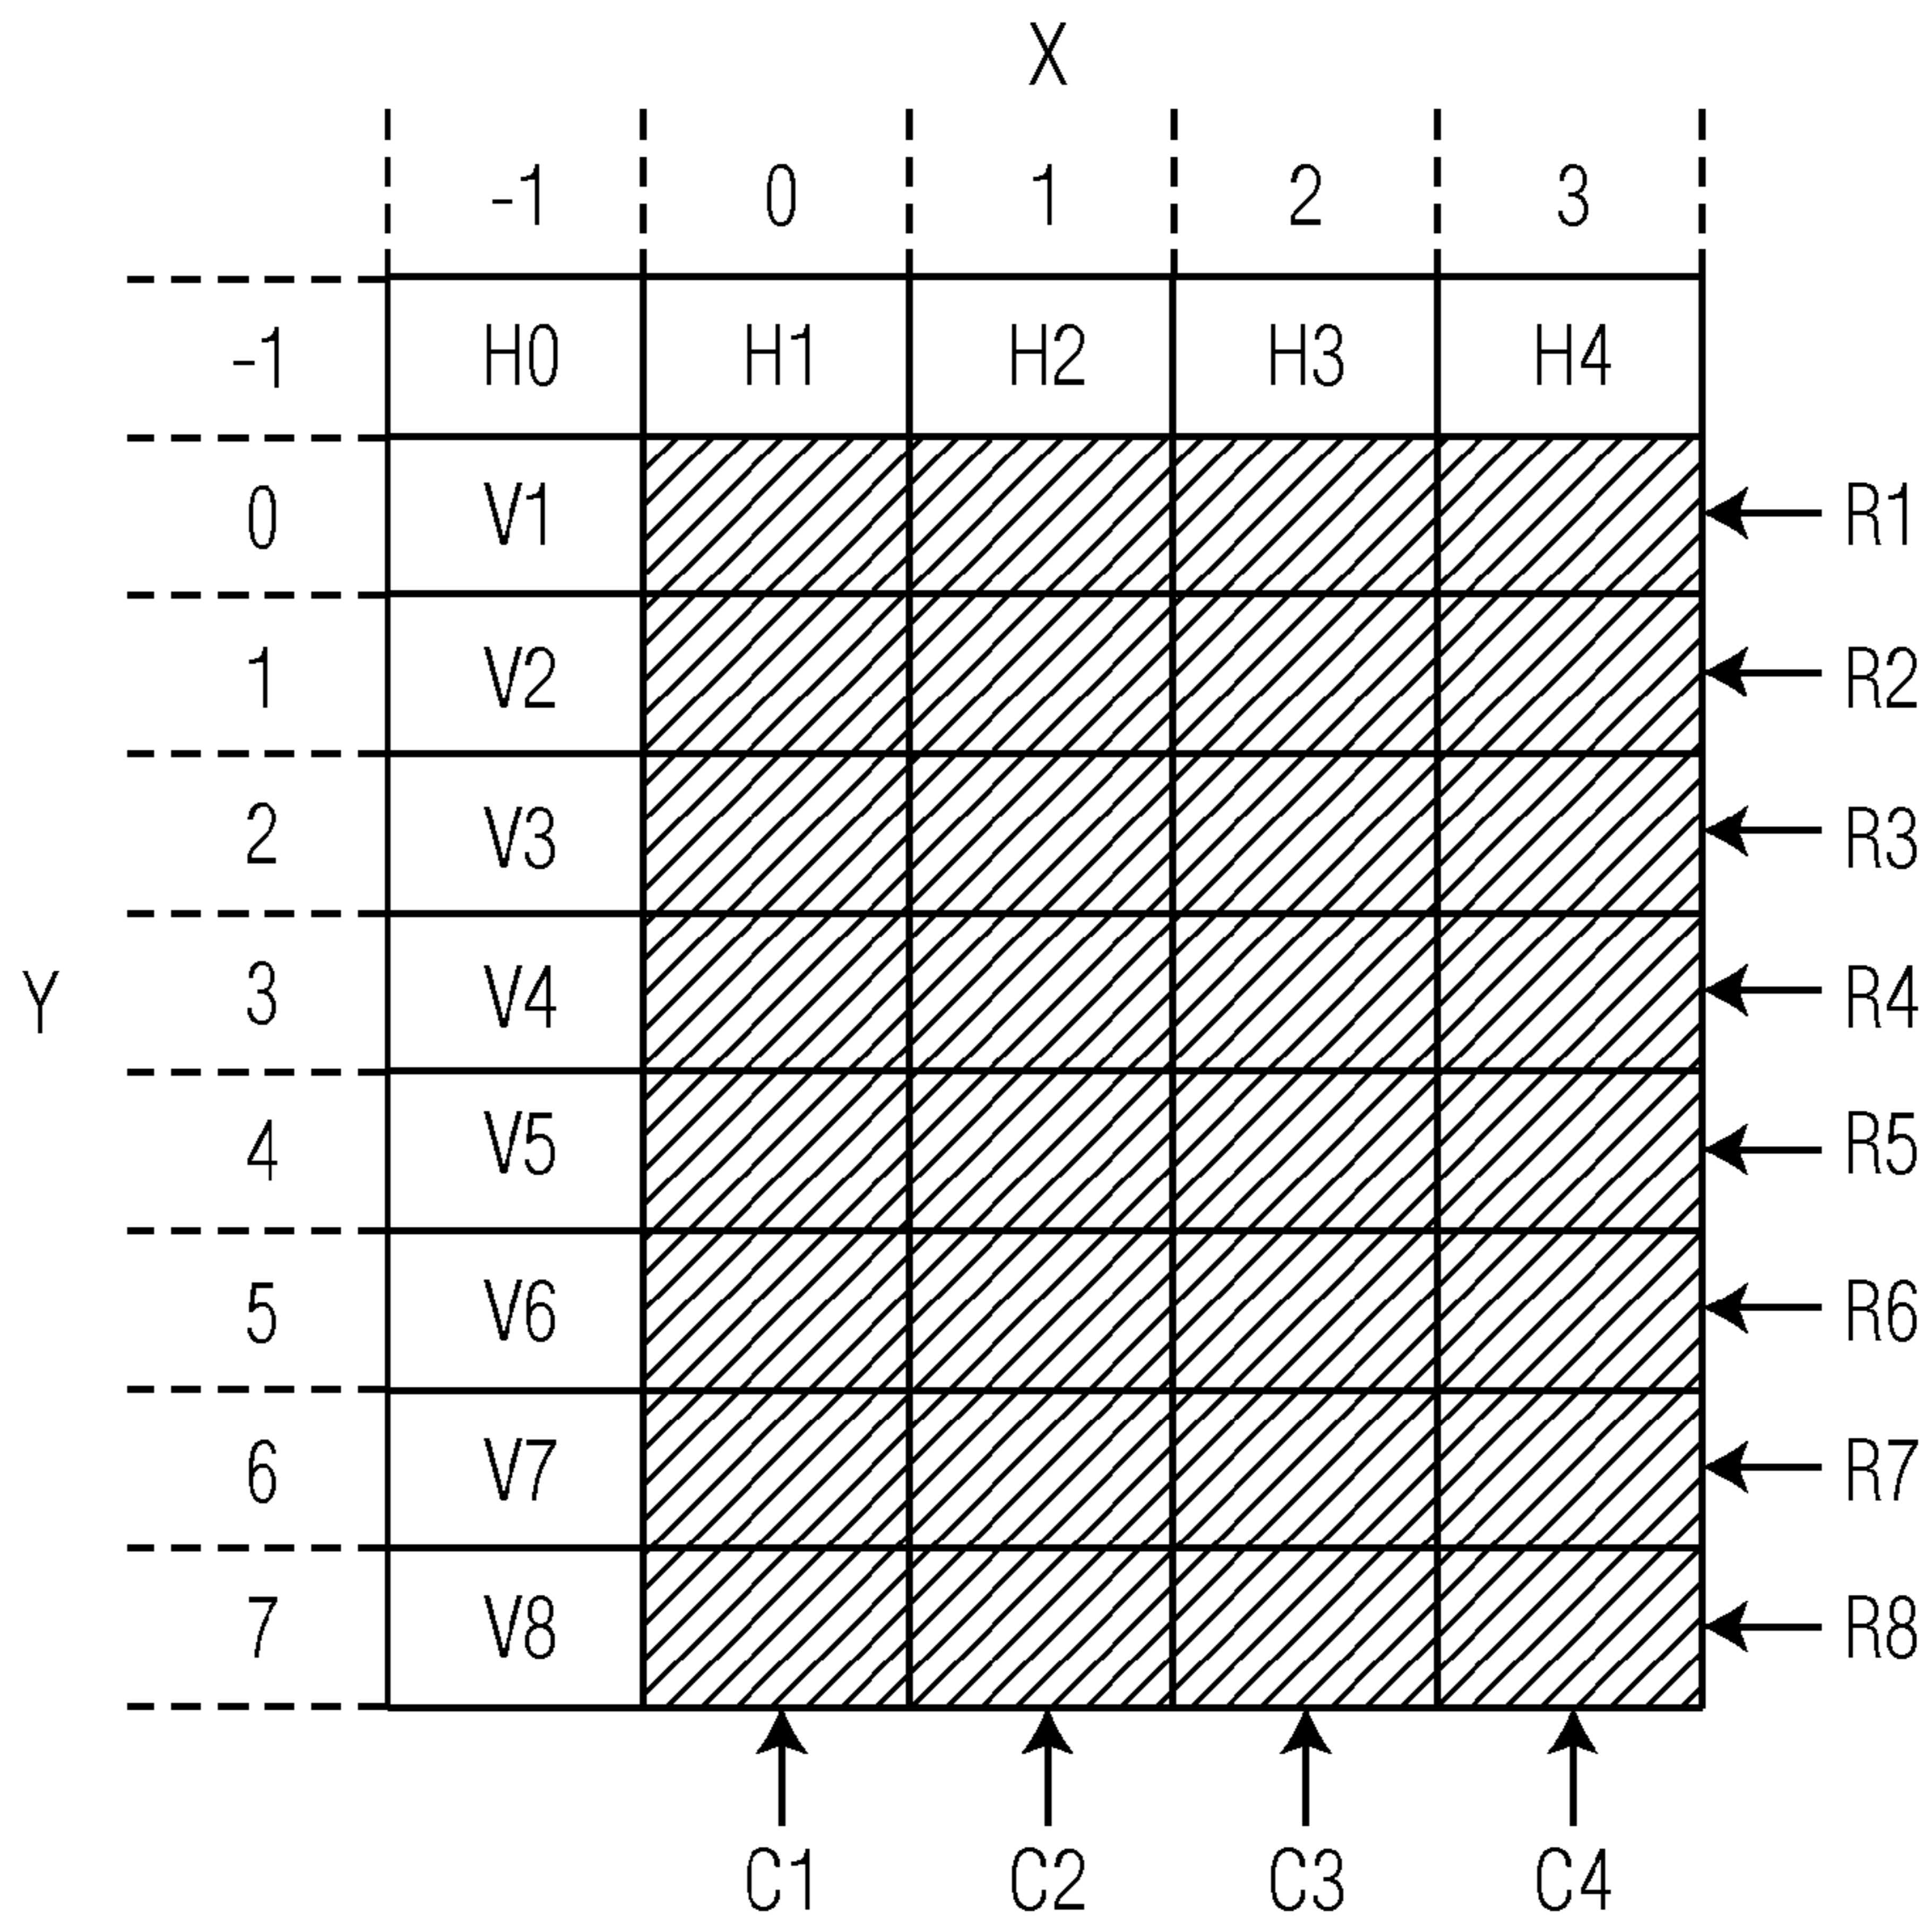 X
-1 0 1 2 3
-1 H0 H1 H2 H3 H4
0 V1 R1
1 V2 R2
2 V3 R3
3 V4 R4
Y
4 V5 R5
5 V6 R6
6 V7 R7
7 V8 R8
C1 C2 C3 C4